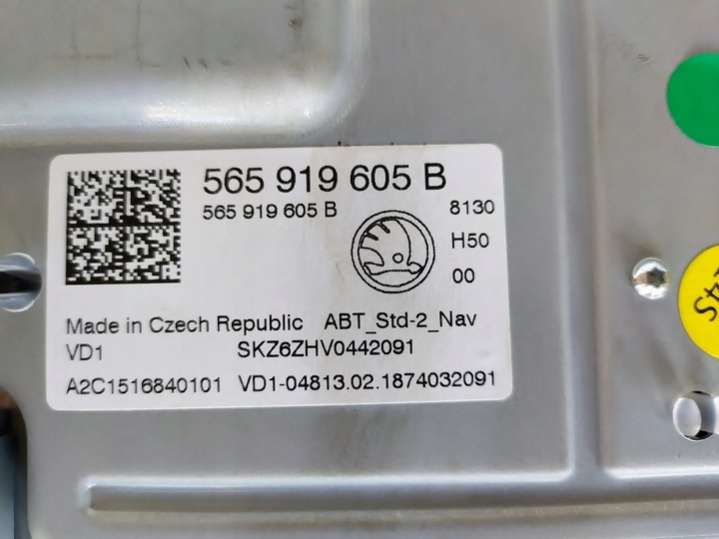 565 919 605 B
565 919 605 B
8130
H50
00
Made in Czech Republic ABT_Std-2_Nav
VD1 SKZ6ZHV0442091
A2C1516840101 VD1-04813.02.1874032091